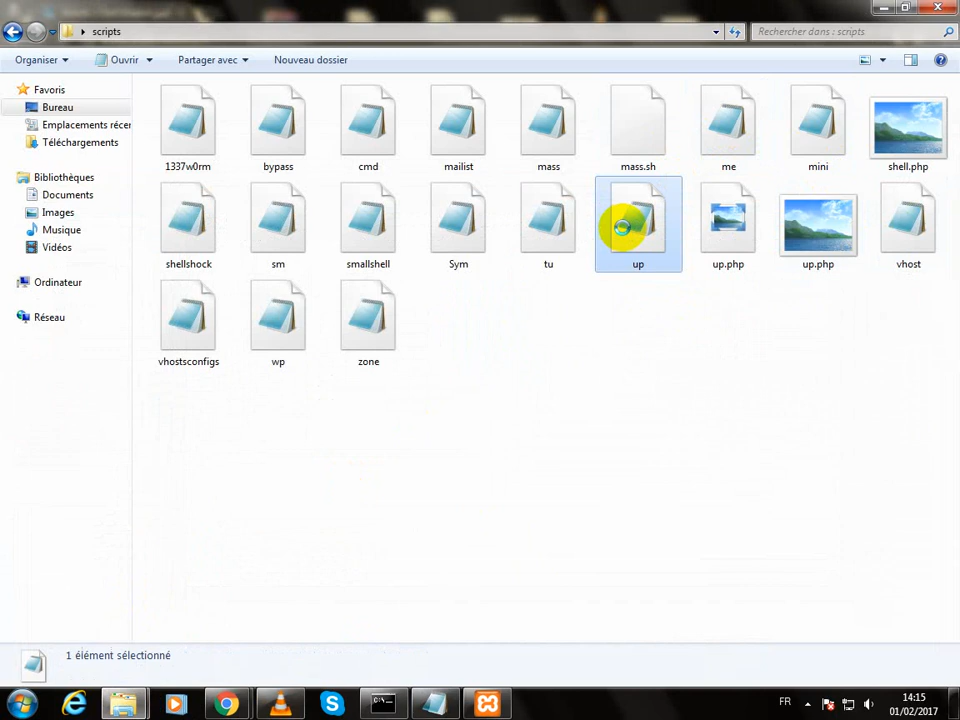 scripts
Rechercher dans : scripts
Organiser
Ouvrir
Partager avec
Nouveau dossier
Favoris
Bureau
Emplacements récer
Téléchargements
Bibliothèques
Documents
Images
Musique
Vidéos
Ordinateur
Réseau
1337w0rm
bypass
cmd
mailist
mass
mass.sh
me
mini
shell.php
shellshock
sm
smallshell
Sym
tu
up
up.php
up.php
vhost
vhostsconfigs
wp
zone
1 élément sélectionné
C:\.
FR
14:15
01/02/2017